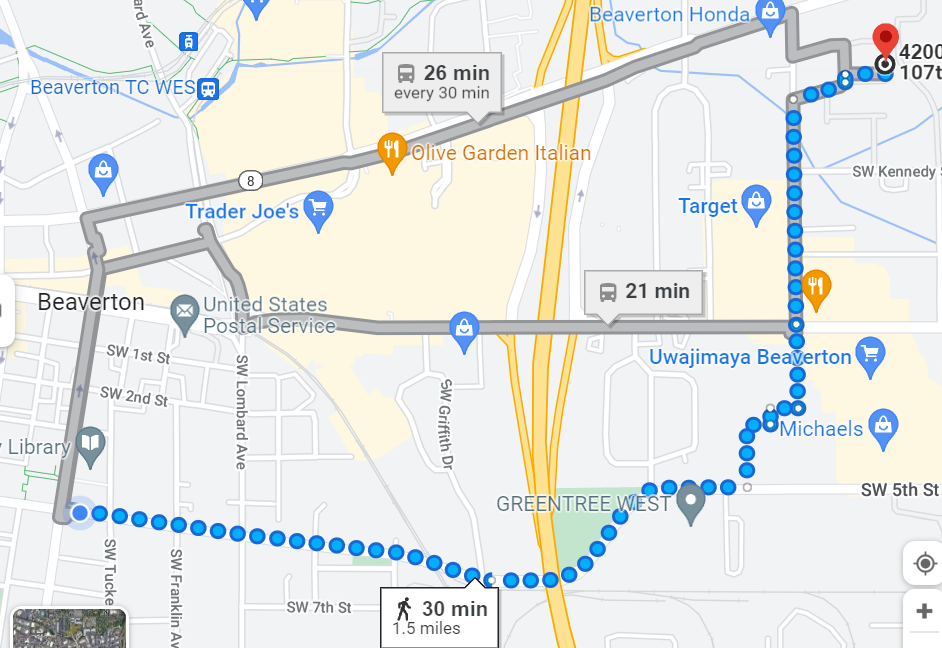 ard Ave
Beaverton Honda
4200
107t
26 min
every 30 min
Beaverton TC WES
Olive Garden Italian
8
SW Kennedy S
Trader Joe's
Target
21 min
Beaverton
United States
Postal Service
SW 1st St
Uwajimaya Beaverton
SW 2nd St
SW Lombard Ave
SW Griffith Dr
Michaels
y Library
SW 5th St
GREENTREE WEST
SW Tucke
SW Franklin Av
SW 7th St
30 min
1.5 miles